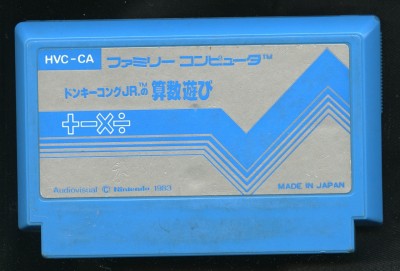 HVC-CA ファミリー コンピュータ™
ドンキーコングJR.™の 算数遊び
+−×÷
Audiovisual © Nintendo 1983
MADE IN JAPAN